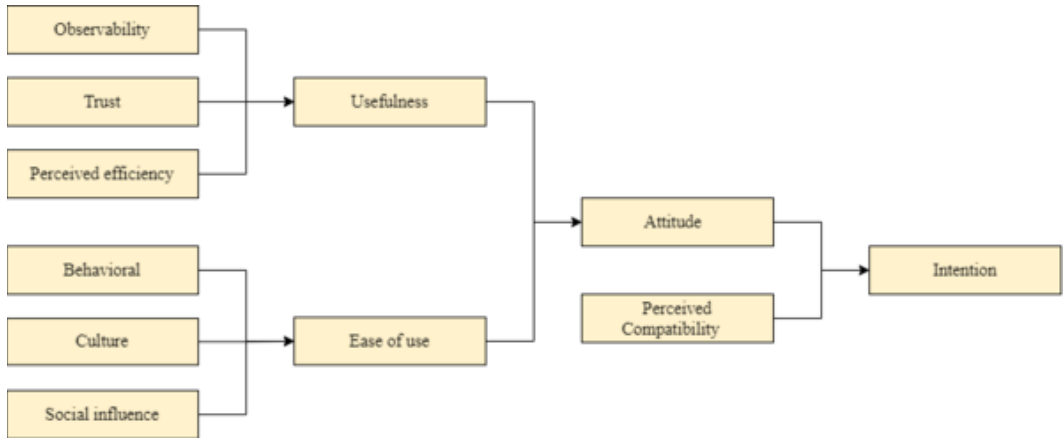 Observability
Trust
Perceived efficiency
Behavioral
Culture
Social influence
Usefulness
Ease of use
Attitude
Perceived
Compatibility
Intention